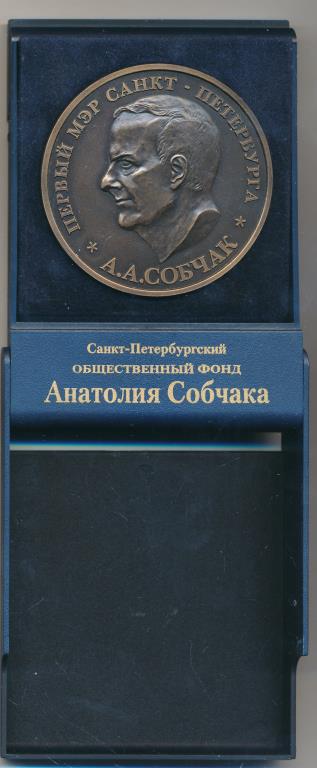 ПЕРВЫЙ МЭР САНКТ - ПЕТЕРБУРГА
* А.А.СОБЧАК *
Санкт-Петербургский
ОБЩЕСТВЕННЫЙ ФОНД
Анатолия Собчака